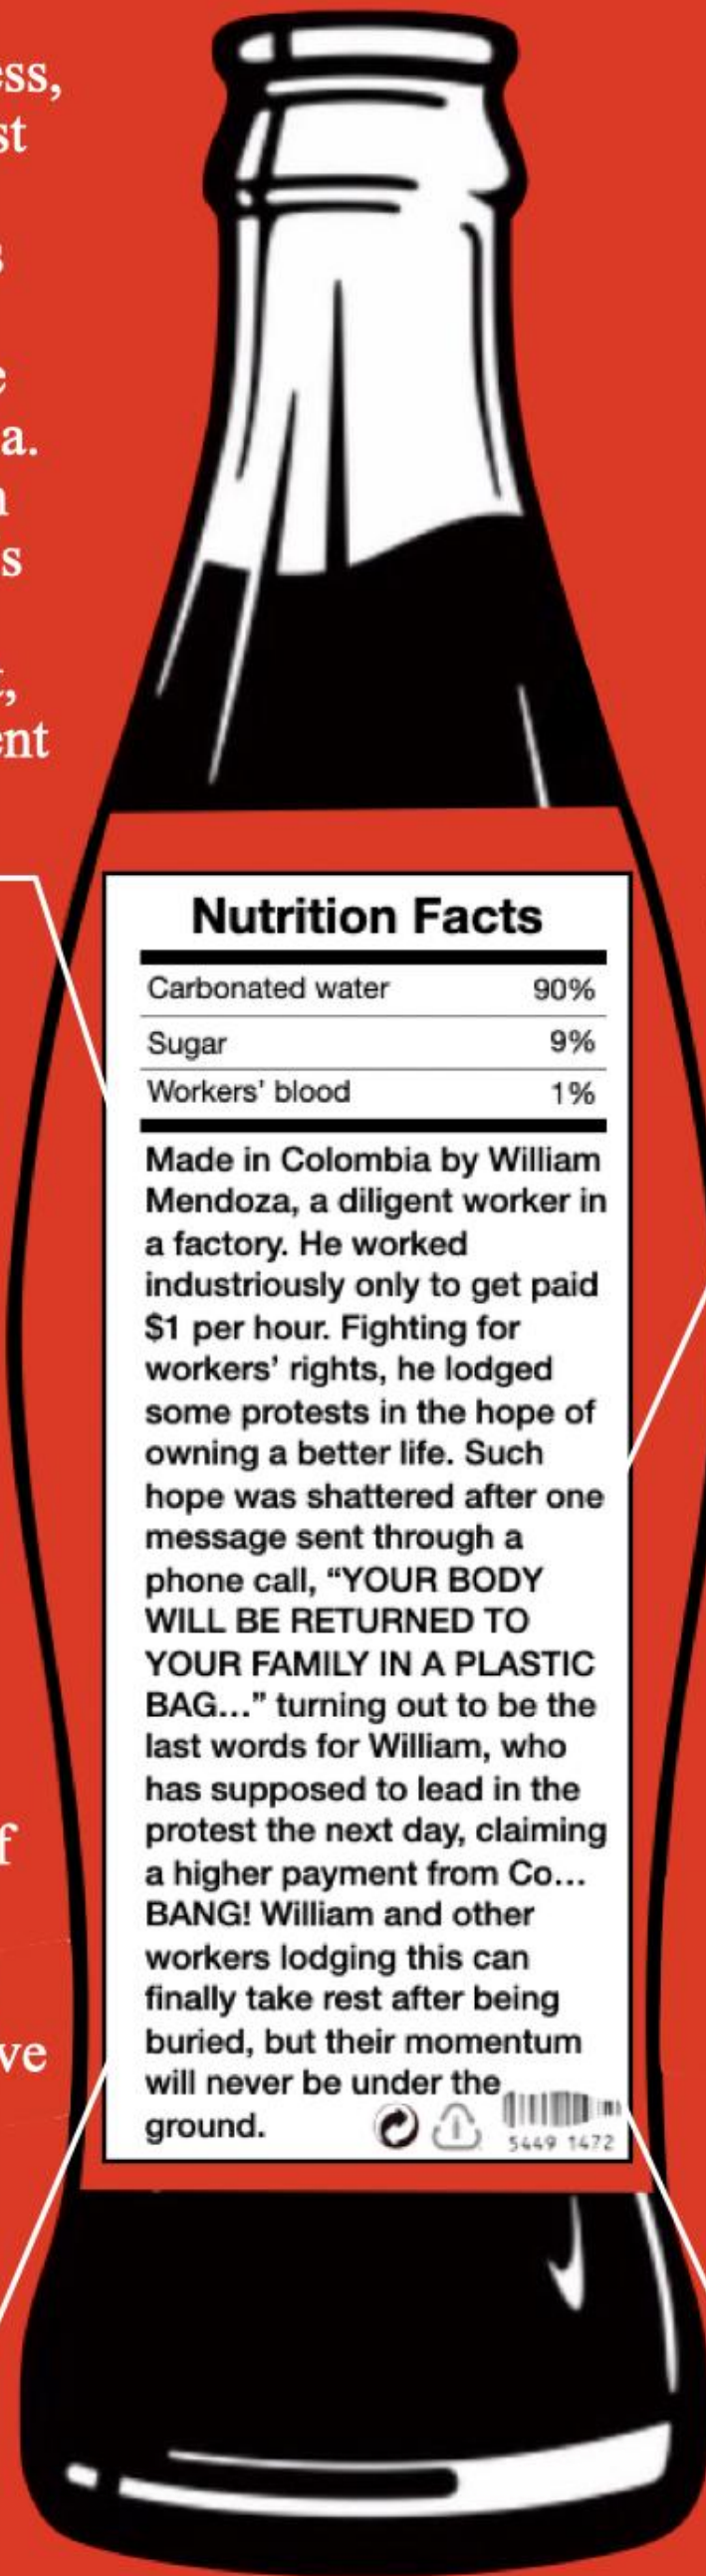 st
a.
s
Nutrition Facts
Carbonated water 90%
Sugar 9%
Workers' blood 1%
Made in Colombia by William
Mendoza, a diligent worker in
a factory. He worked
industriously only to get paid
$1 per hour. Fighting for
workers' rights, he lodged
some protests in the hope of
owning a better life. Such
hope was shattered after one
message sent through a
phone call, “YOUR BODY
WILL BE RETURNED TO
YOUR FAMILY IN A PLASTIC
BAG...” turning out to be the
last words for William, who
has supposed to lead in the
protest the next day, claiming
a higher payment from Co...
BANG! William and other
workers lodging this can
finally take rest after being
buried, but their momentum
will never be under the
ground.
5449 1472